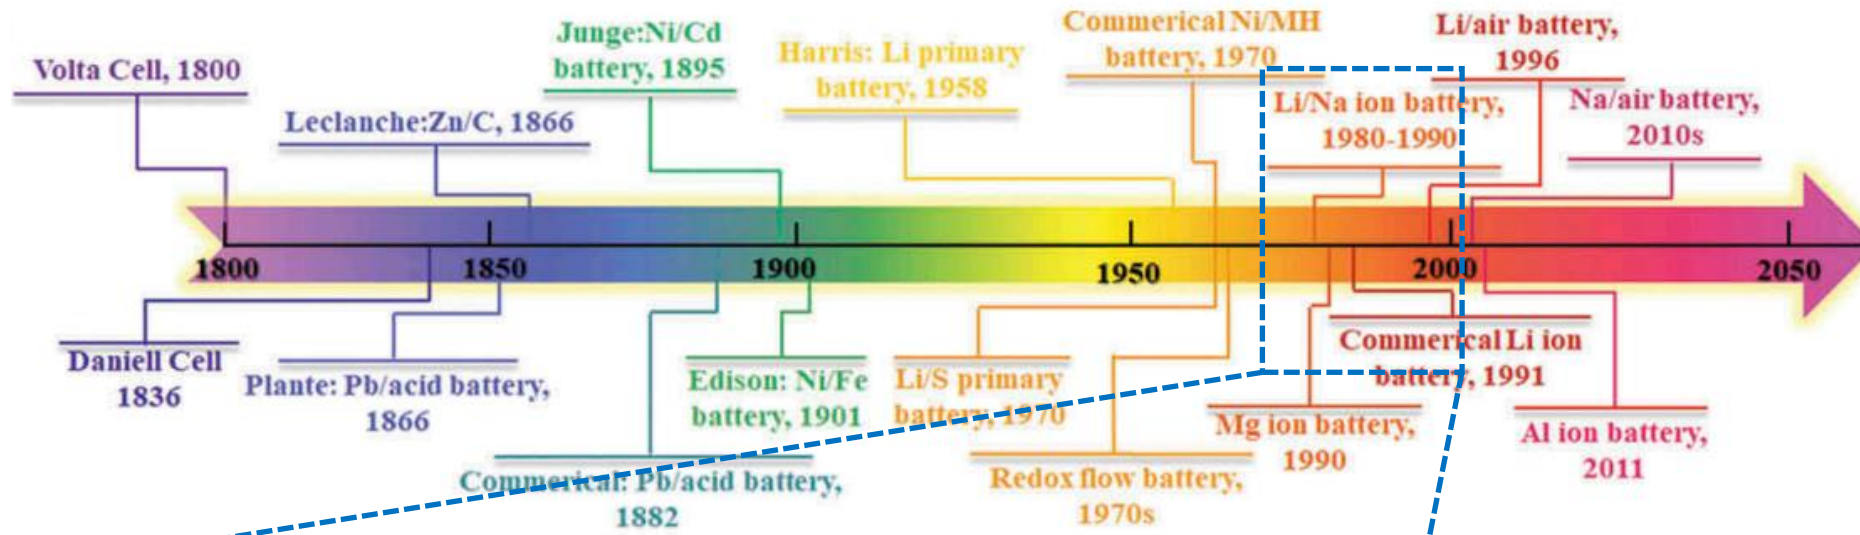 Volta Cell, 1800
Leclanche:Zn/C, 1866
Junge:Ni/Cd
battery, 1895
Harris: Li primary
battery, 1958
Commerical Ni/MH
battery, 1970
Li/Na ion battery,
1980-1990
Li/air battery,
1996
Na/air battery,
2010s
1800
1850
1900
1950
2000
2050
Daniell Cell
1836
Plante: Pb/acid battery,
1866
Commerical: Pb/acid battery,
1882
Edison: Ni/Fe
battery, 1901
Li/S primary
battery, 1970
Redox flow battery,
1970s
Mg ion battery,
1990
Commerical Li ion
battery, 1991
Al ion battery,
2011